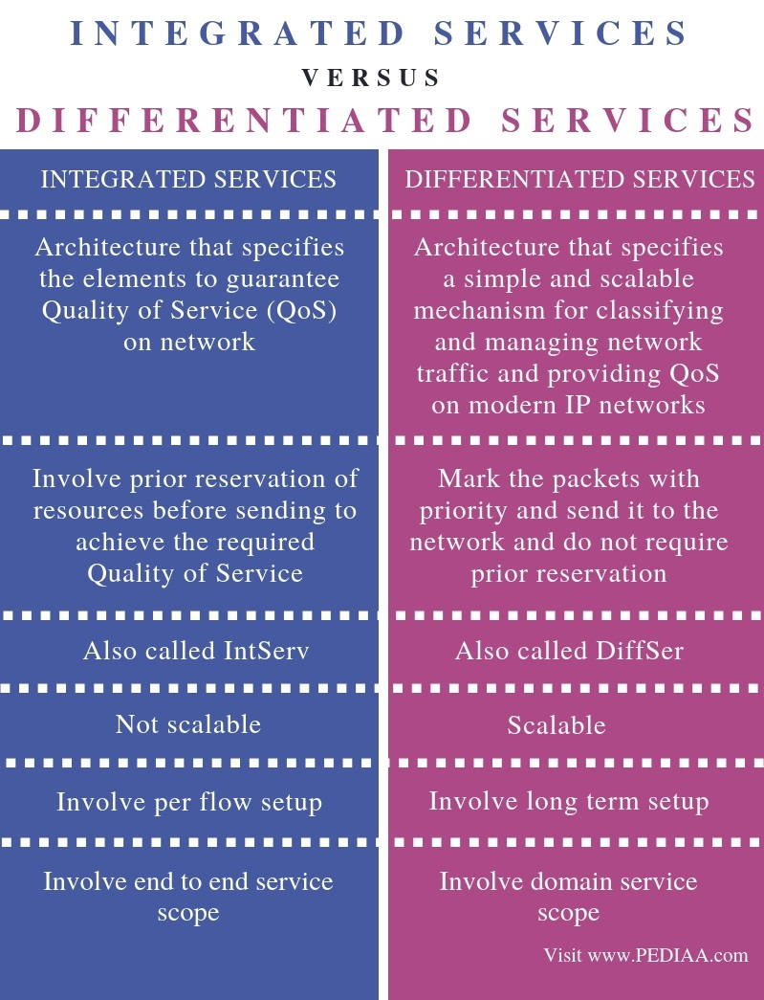 INTEGRATED SERVICES
VERSUS
DIFFERENTIATED SERVICES
INTEGRATED SERVICES
Architecture that specifies
the elements to guarantee
Quality of Service (QoS)
on network
Involve prior reservation of
resources before sending to
achieve the required
Quality of Service
Also called IntServ
Not scalable
Involve per flow setup
Involve end to end service
scope
DIFFERENTIATED SERVICES
Architecture that specifies
a simple and scalable
mechanism for classifying
and managing network
traffic and providing QoS
on modern IP networks
Mark the packets with
priority and send it to the
network and do not require
prior reservation
Also called DiffSer
Scalable
Involve long term setup
Involve domain service
scope
Visit www.PEDIAA.com